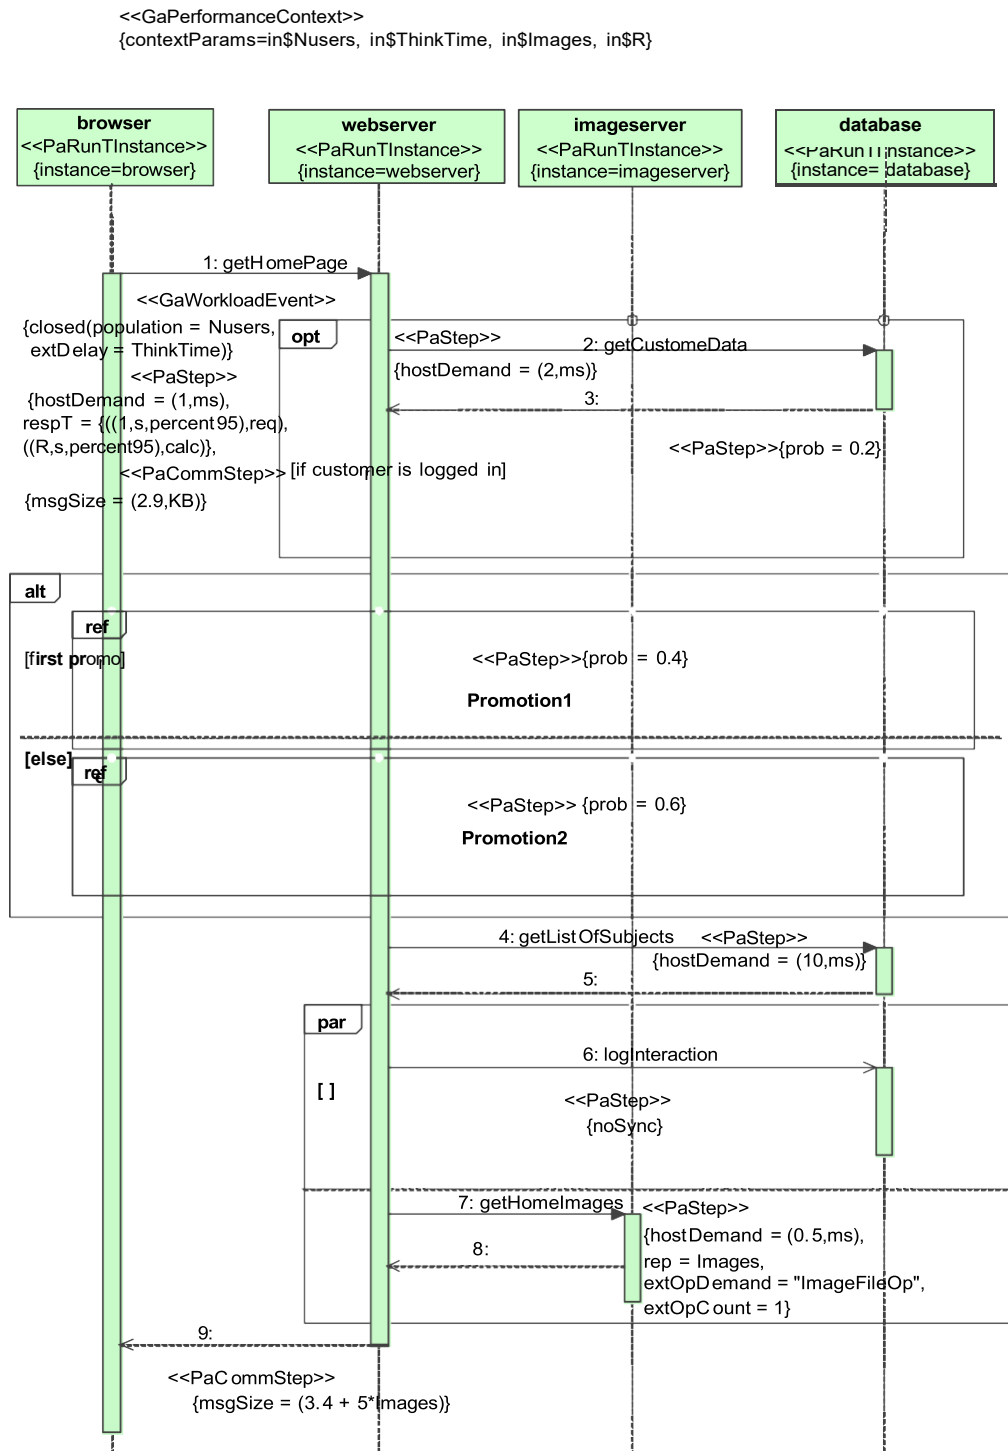 <<GaPerformanceContext>>
{contextParams=in$Nusers, in$ThinkTime, in$Images, in$R}
browser
<<PaRunTInstance>>
{instance=browser}
webserver
<<PaRunTInstance>>
{instance=webserver}
imageserver
<<PaRunTInstance>>
{instance=imageserver}
database
<<PaRunTInstance>>
{instance= database}
1: getHomePage
<<GaWorkloadEvent>>
{closed(population = Nusers,
extDelay = ThinkTime)}
<<PaStep>>
{hostDemand = (1,ms),
respT = {((1,s,percent95),req),
((R,s,percent95),calc)},
<<PaCommStep>>
{msgSize = (2.9,KB)}
opt
<<PaStep>>
2: getCustomeData
{hostDemand = (2,ms)}
3:
<<PaStep>>{prob = 0.2}
[if customer is logged in]
alt
ref
[first promo]
<<PaStep>>{prob = 0.4}
Promotion1
[else]
ref
<<PaStep>> {prob = 0.6}
Promotion2
4: getListOfSubjects <<PaStep>>
{hostDemand = (10,ms)}
5:
par
6: logInteraction
[ ]
<<PaStep>>
{noSync}
7: getHomeImages
<<PaStep>>
{hostDemand = (0.5,ms),
rep = Images,
extOpDemand = "ImageFileOp",
extOpCount = 1}
8:
9:
<<PaCommStep>>
{msgSize = (3.4 + 5*Images)}